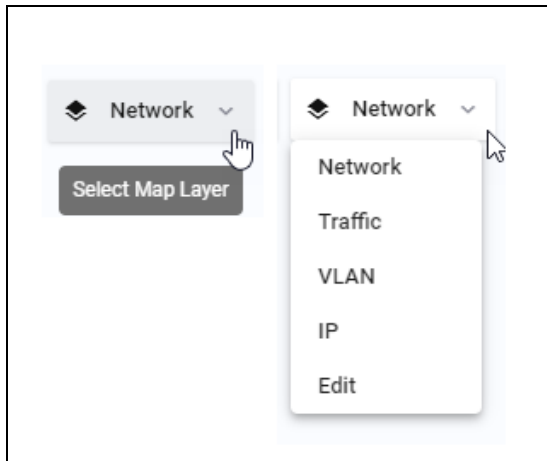 Network
Select Map Layer
Network
Network
Traffic
VLAN
IP
Edit